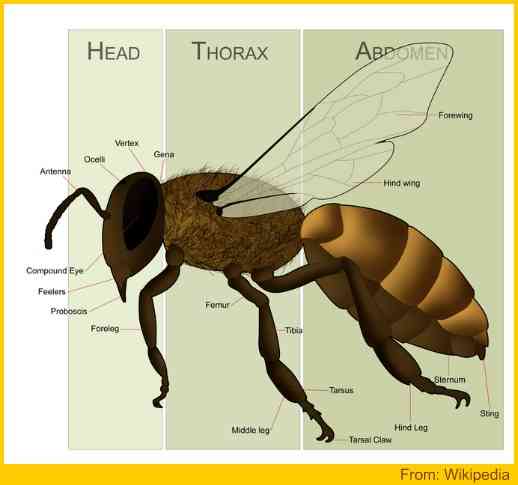 HEAD
THORAX
ABDOMEN
Forewing
Vertex
Gena
Ocelli
Antenna
Hind wing
Compound Eye
Feelers
Probosois
Femur
Foreleg
Tibia
Sternum
Tarsus
Sting
Hind Leg
Middle leg
Tarsal Claw
From: Wikipedia